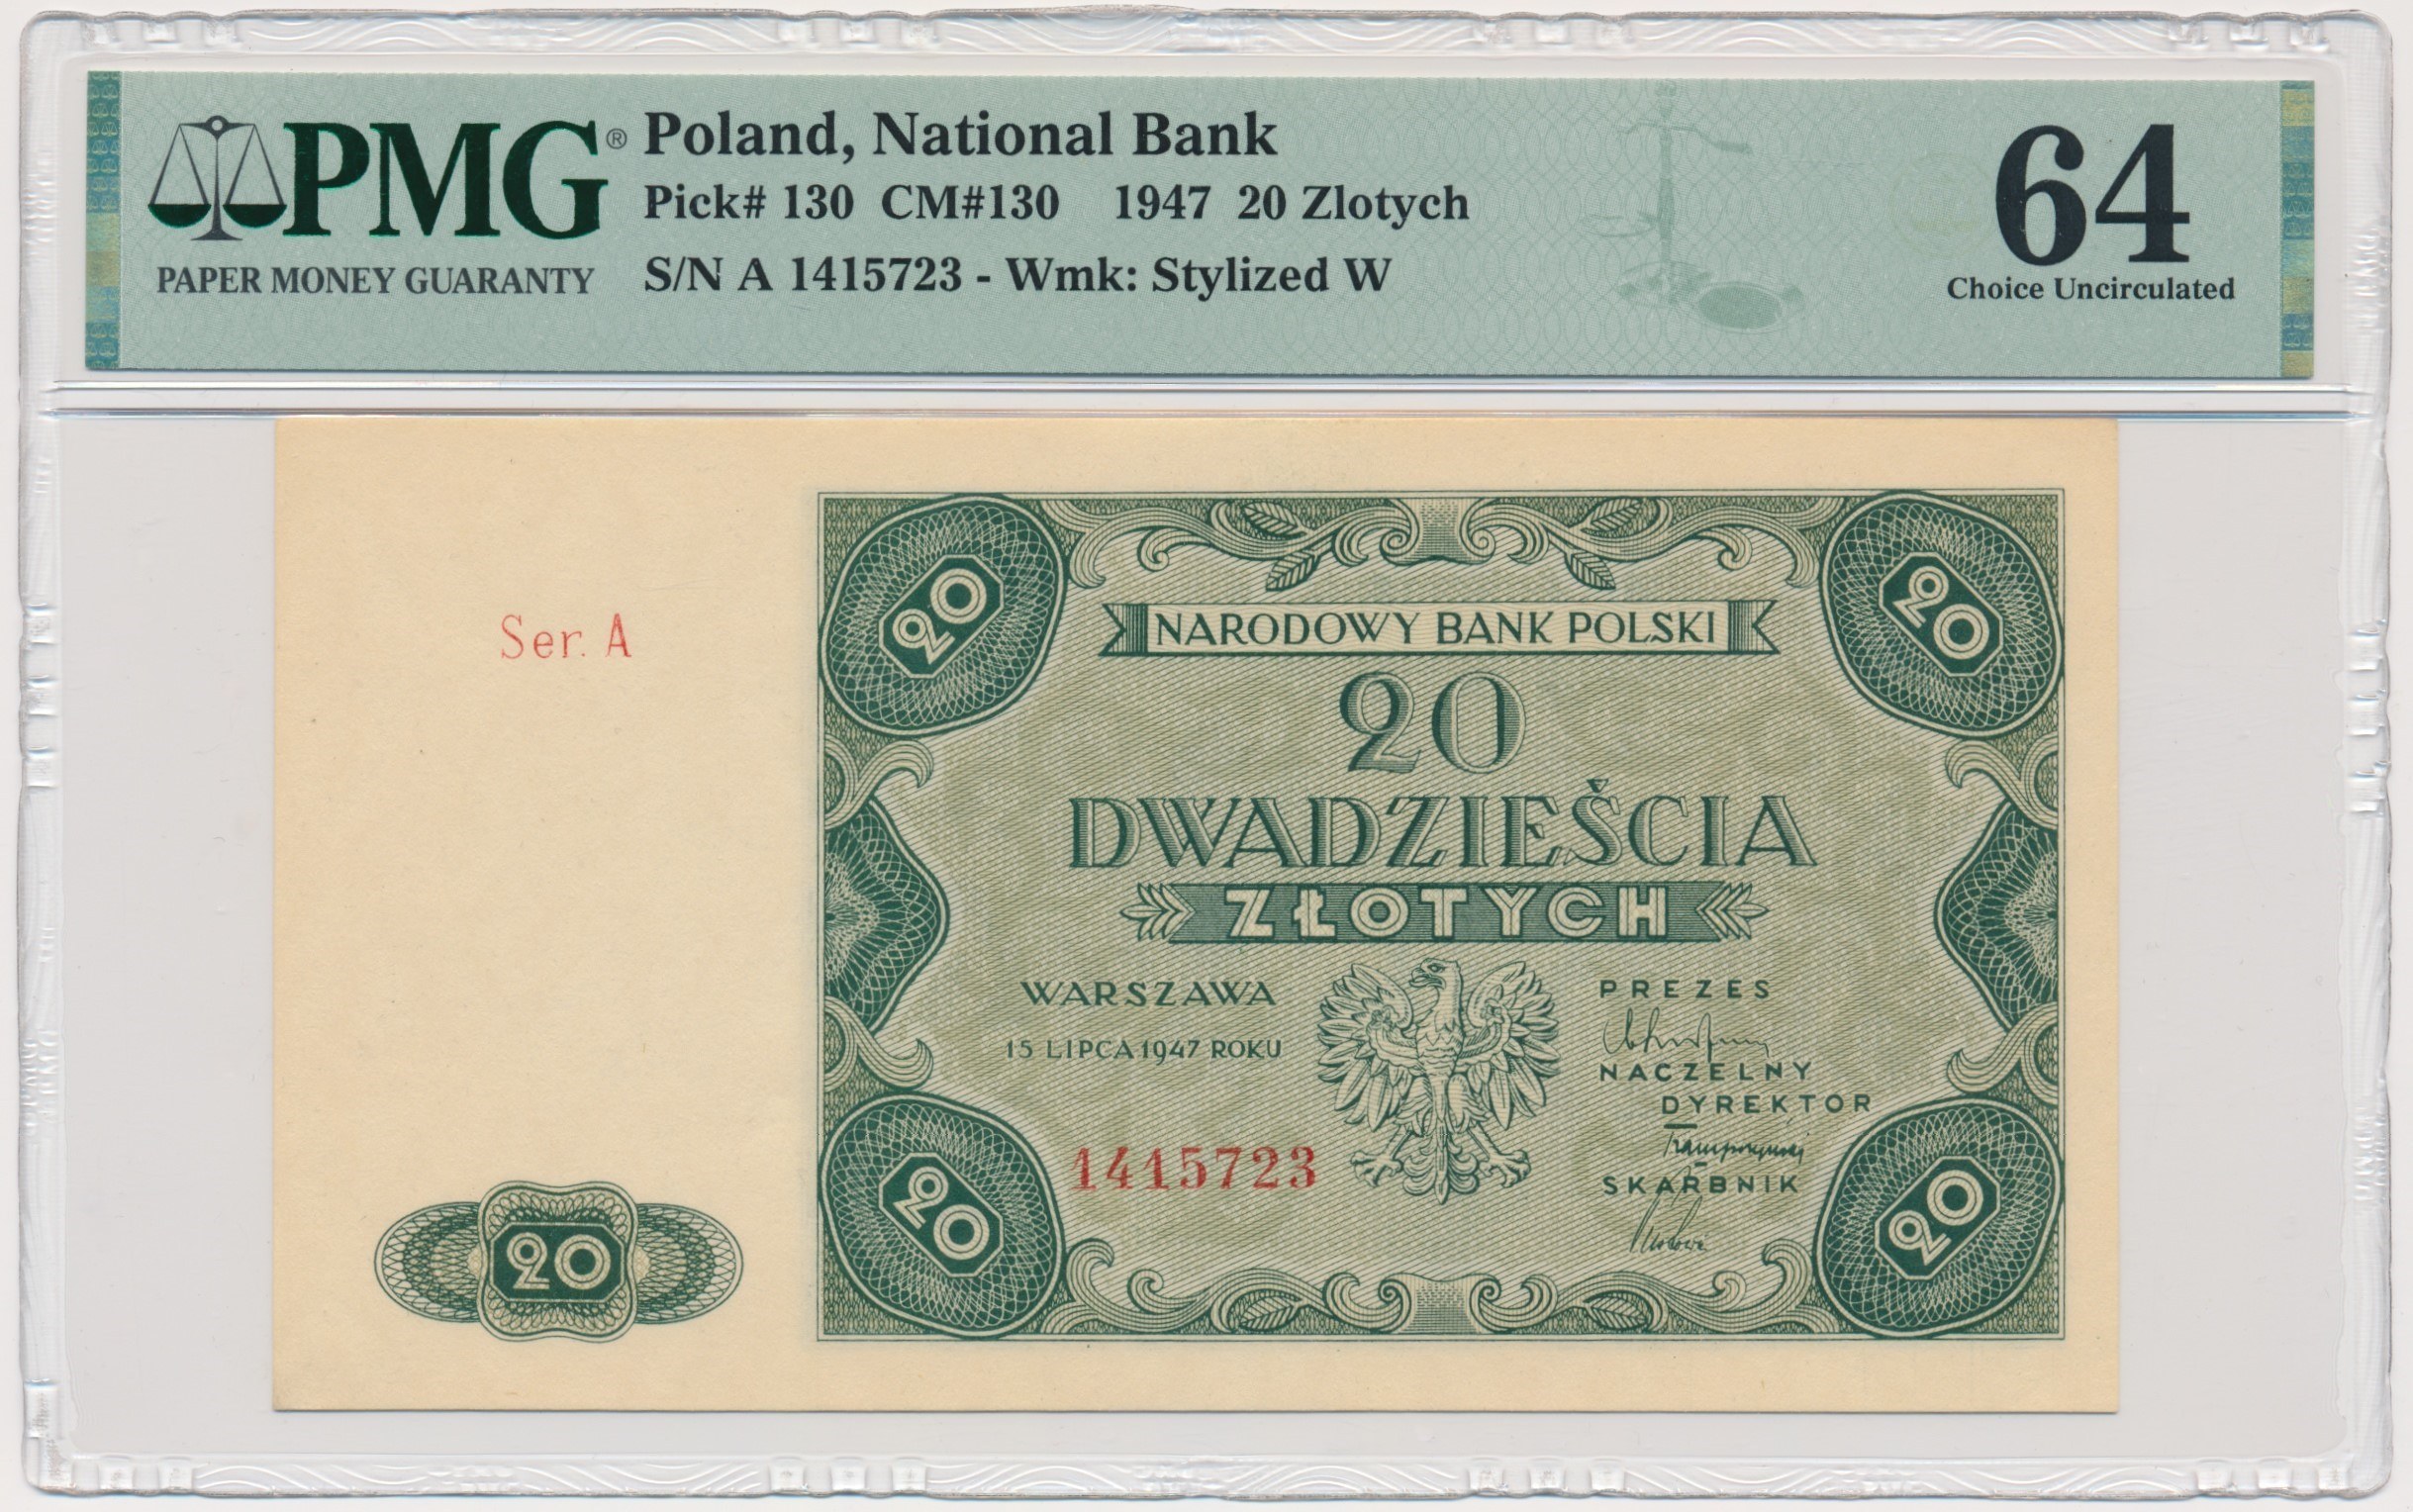 PMG®
PAPER MONEY GUARANTY
Poland, National Bank
Pick# 130 CM#130 1947 20 Zlotych
S/N A 1415723 - Wmk: Stylized W
64
Choice Uncirculated
Ser. A
20
20
20
NARODOWY BANK POLSKI
20
DWADZIEŚCIA
ZŁOTYCH
WARSZAWA
15 LIPCA 1947 ROKU
PREZES
NACZELNY
DYREKTOR
SKARBNIK
1415723
20
20